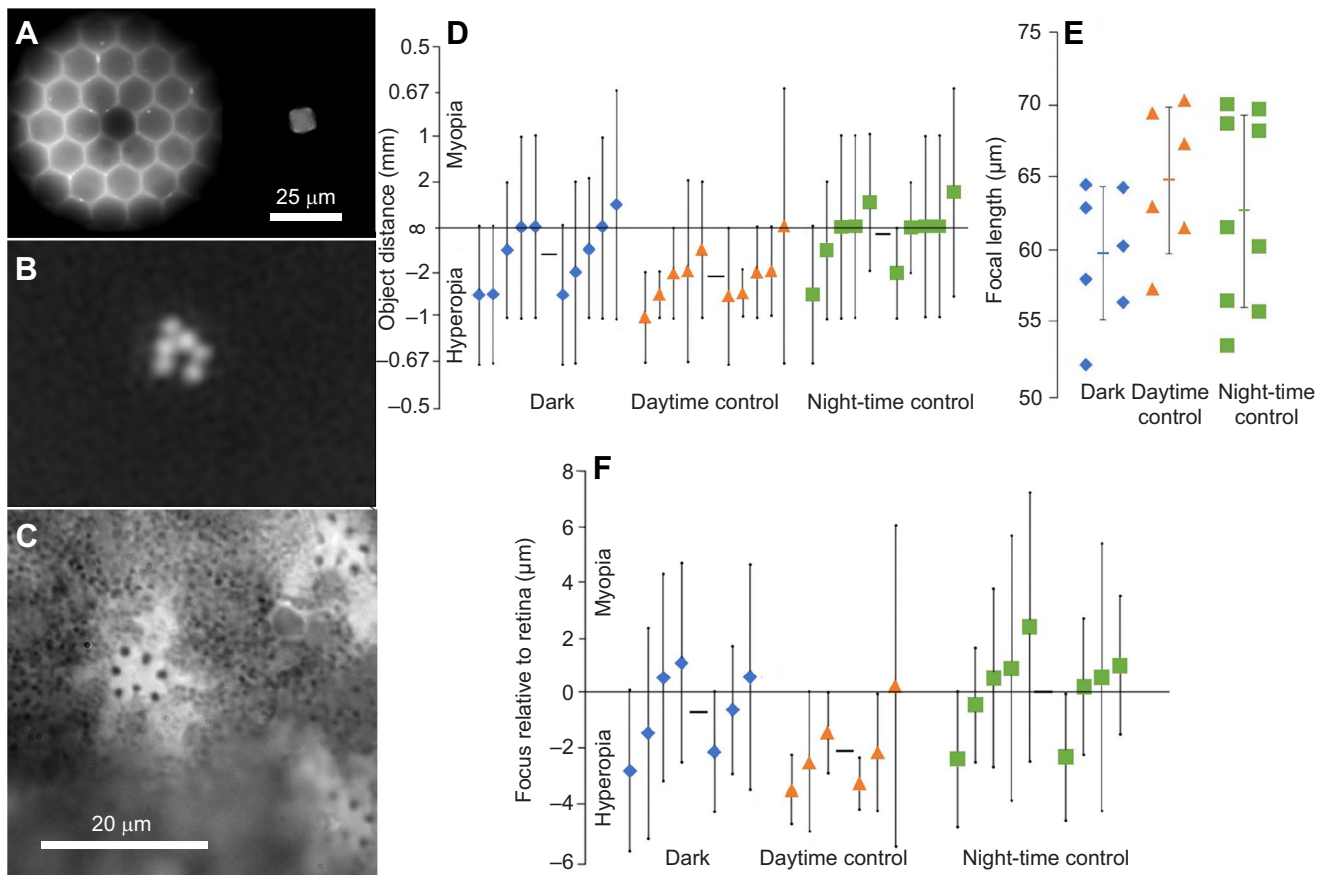 A
25 μm
B
C
20 μm
D
Object distance (mm)
Myopia
Hyperopia
0.5
0.67
1
2
∞
–2
–1
–0.67
–0.5
Dark
Daytime control
Night-time control
E
Focal length (μm)
75
70
65
60
55
50
Dark
Daytime
control
Night-time
control
F
Focus relative to retina (μm)
Myopia
Hyperopia
8
6
4
2
0
–2
–4
–6
Dark
Daytime control
Night-time control